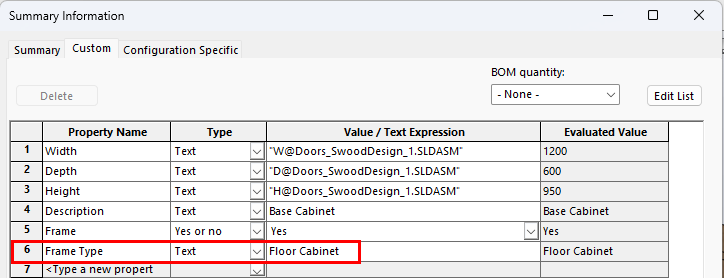 Summary Information
Summary Custom Configuration Specific
BOM quantity:
Delete - None - Edit List
Property Name Type Value / Text Expression Evaluated Value
1 Width Text "W@Doors_SwoodDesign_1.SLDASM" 1200
2 Depth Text "D@Doors_SwoodDesign_1.SLDASM" 600
3 Height Text "H@Doors_SwoodDesign_1.SLDASM" 950
4 Description Text Base Cabinet Base Cabinet
5 Frame Yes or no Yes Yes
6 Frame Type Text Floor Cabinet Floor Cabinet
7 <Type a new propert